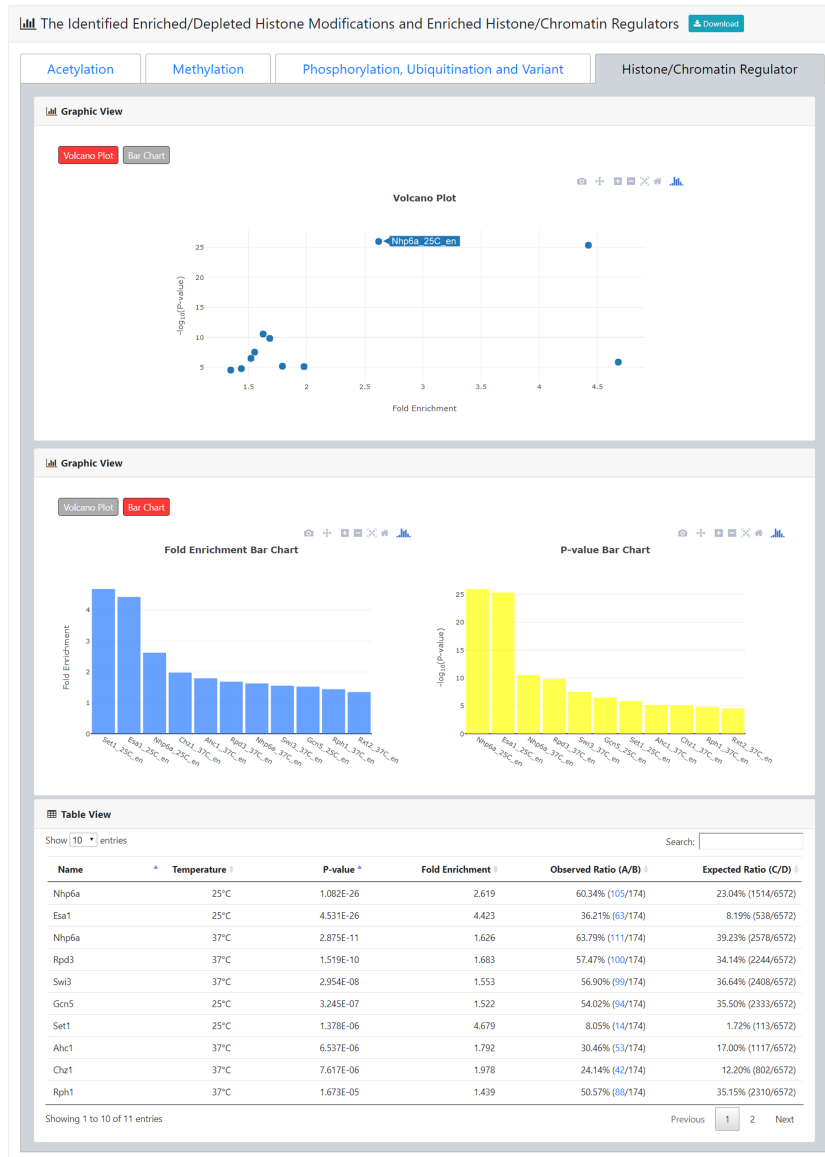 The Identified Enriched/Depleted Histone Modifications and Enriched Histone/Chromatin Regulators Download
Acetylation Methylation Phosphorylation, Ubiquitination and Variant Histone/Chromatin Regulator
Graphic View
Volcano Plot Bar Chart
Volcano Plot
Nhp6a_25C_en
25
20
15
10
5
-log10(P-value)
1.5 2 2.5 3 3.5 4 4.5
Fold Enrichment
Graphic View
Volcano Plot Bar Chart
Fold Enrichment Bar Chart
4
3
2
1
0
Fold Enrichment
Set1_25C_en Esa1_25C_en Nhp6a_25C_en Chz1_37C_en Ahc1_37C_en Rpd3_37C_en Nhp6a_37C_en Swi3_37C_en Gcn5_25C_en Rph1_37C_en Rxt2_37C_en
P-value Bar Chart
25
20
15
10
5
0
-log10(P-value)
Nhp6a_25C_en Esa1_25C_en Nhp6a_37C_en Rpd3_37C_en Swi3_37C_en Gcn5_25C_en Set1_25C_en Ahc1_37C_en Chz1_37C_en Rph1_37C_en Rxt2_37C_en
Table View
Show 10 entries Search:
Name Temperature P-value Fold Enrichment Observed Ratio (A/B) Expected Ratio (C/D)
Nhp6a 25°C 1.082E-26 2.619 60.34% (105/174) 23.04% (1514/6572)
Esa1 25°C 4.531E-26 4.423 36.21% (63/174) 8.19% (538/6572)
Nhp6a 37°C 2.875E-11 1.626 63.79% (111/174) 39.23% (2578/6572)
Rpd3 37°C 1.519E-10 1.683 57.47% (100/174) 34.14% (2244/6572)
Swi3 37°C 2.954E-08 1.553 56.90% (99/174) 36.64% (2408/6572)
Gcn5 25°C 3.245E-07 1.522 54.02% (94/174) 35.50% (2333/6572)
Set1 25°C 1.378E-06 4.679 8.05% (14/174) 1.72% (113/6572)
Ahc1 37°C 6.537E-06 1.792 30.46% (53/174) 17.00% (1117/6572)
Chz1 37°C 7.617E-06 1.978 24.14% (42/174) 12.20% (802/6572)
Rph1 37°C 1.673E-05 1.439 50.57% (88/174) 35.15% (2310/6572)
Showing 1 to 10 of 11 entries Previous 1 2 Next